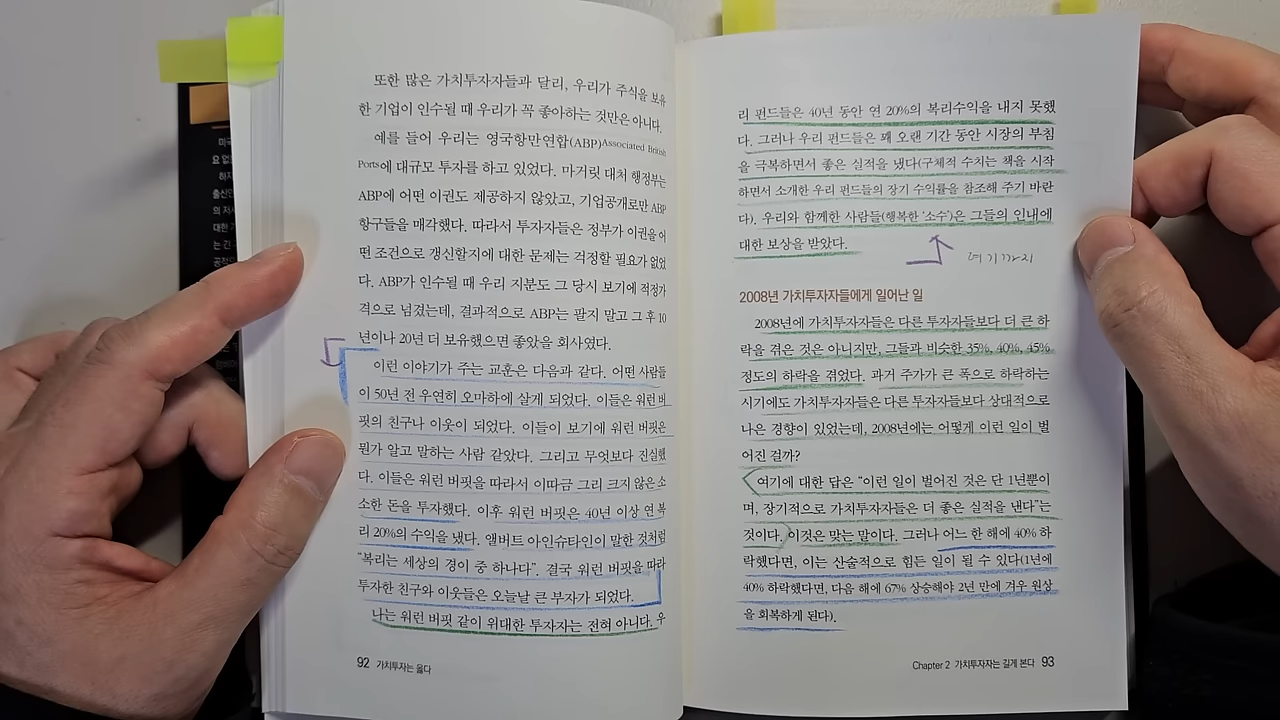 또한 많은 가치투자자들과 달리, 우리가 주식을 보유
한 기업이 인수될 때 우리가 꼭 좋아하는 것만은 아니다.
예를 들어 우리는 영국항만연합(ABP)Associated British
Ports에 대규모 투자를 하고 있었다. 마거릿 대처 행정부는
ABP에 어떤 이권도 제공하지 않았고, 기업공개로만 ABP
항구들을 매각했다. 따라서 투자자들은 정부가 이권을 어
떤 조건으로 갱신할지에 대한 문제는 걱정할 필요가 없었
다. ABP가 인수될 때 우리 지분도 그 당시 보기에 적정가
격으로 넘겼는데, 결과적으로 ABP는 팔지 말고 그 후 10
년이나 20년 더 보유했으면 좋았을 회사였다.
이런 이야기가 주는 교훈은 다음과 같다. 어떤 사람들
이 50년 전 우연히 오마하에 살게 되었다. 이들은 워런 버
핏의 친구나 이웃이 되었다. 이들이 보기에 워런 버핏은
뭔가 알고 말하는 사람 같았다. 그리고 무엇보다 진실했
다. 이들은 워런 버핏을 따라서 이따금 그리 크지 않은 소
소한 돈을 투자했다. 이후 워런 버핏은 40년 이상 연 복
리 20%의 수익을 냈다. 앨버트 아인슈타인이 말한 것처럼
“복리는 세상의 경이 중 하나다”. 결국 워런 버핏을 따라
투자한 친구와 이웃들은 오늘날 큰 부자가 되었다.
나는 워런 버핏 같이 위대한 투자자는 전혀 아니다. 우
92 가치투자는 옳다
리 펀드들은 40년 동안 연 20%의 복리수익을 내지 못했
다. 그러나 우리 펀드들은 꽤 오랜 기간 동안 시장의 부침
을 극복하면서 좋은 실적을 냈다(구체적 수치는 책을 시작
하면서 소개한 우리 펀드들의 장기 수익률을 참조해 주기 바란
다). 우리와 함께한 사람들(행복한 ‘소수’)은 그들의 인내에
대한 보상을 받았다.
여기까지
2008년 가치투자자들에게 일어난 일
2008년에 가치투자자들은 다른 투자자들보다 더 큰 하
락을 겪은 것은 아니지만, 그들과 비슷한 35%, 40%, 45%
정도의 하락을 겪었다. 과거 주가가 큰 폭으로 하락하는
시기에도 가치투자자들은 다른 투자자들보다 상대적으로
나은 경향이 있었는데, 2008년에는 어떻게 이런 일이 벌
어진 걸까?
여기에 대한 답은 “이런 일이 벌어진 것은 단 1년뿐이
며, 장기적으로 가치투자자들은 더 좋은 실적을 낸다”는
것이다. 이것은 맞는 말이다. 그러나 어느 한 해에 40% 하
락했다면, 이는 산술적으로 힘든 일이 될 수 있다(1년에
40% 하락했다면, 다음 해에 67% 상승해야 2년 만에 겨우 원상
을 회복하게 된다).
Chapter 2 가치투자자는 길게 본다 93